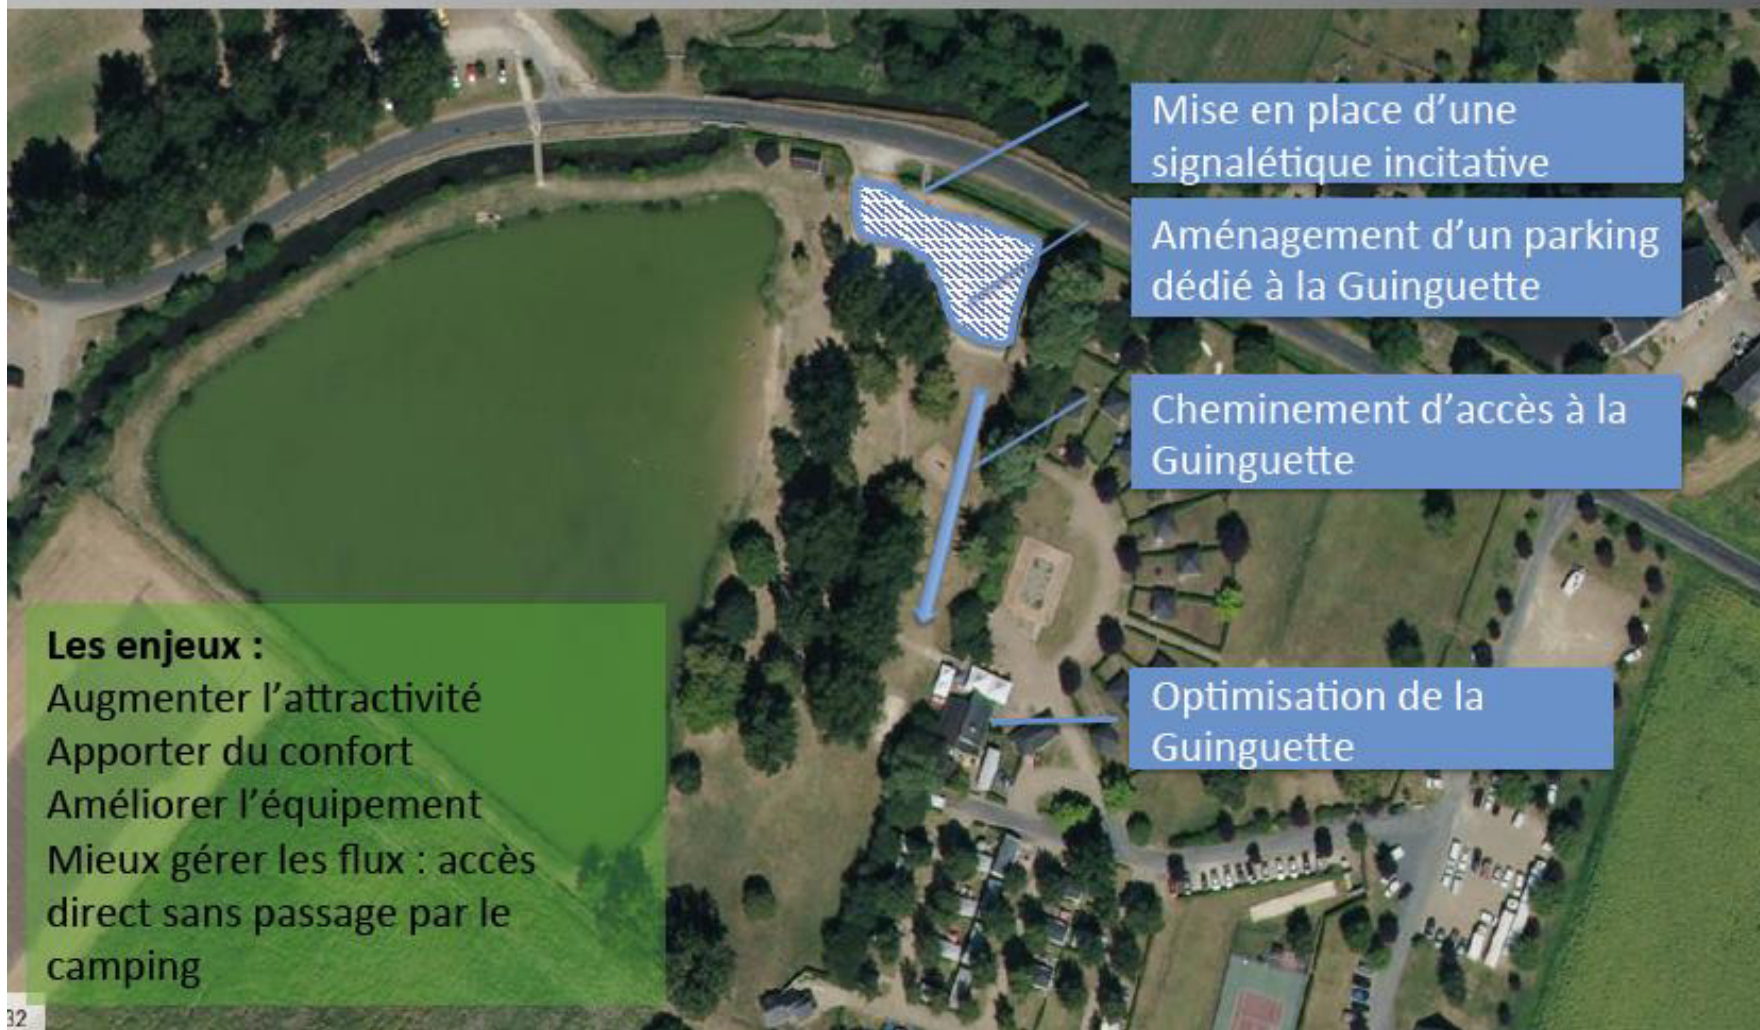 Mise en place d’une
signalétique incitative
Aménagement d’un parking
dédié à la Guinguette
Cheminement d’accès à la
Guinguette
Optimisation de la
Guinguette
Les enjeux :
Augmenter l’attractivité
Apporter du confort
Améliorer l’équipement
Mieux gérer les flux : accès
direct sans passage par le
camping
32